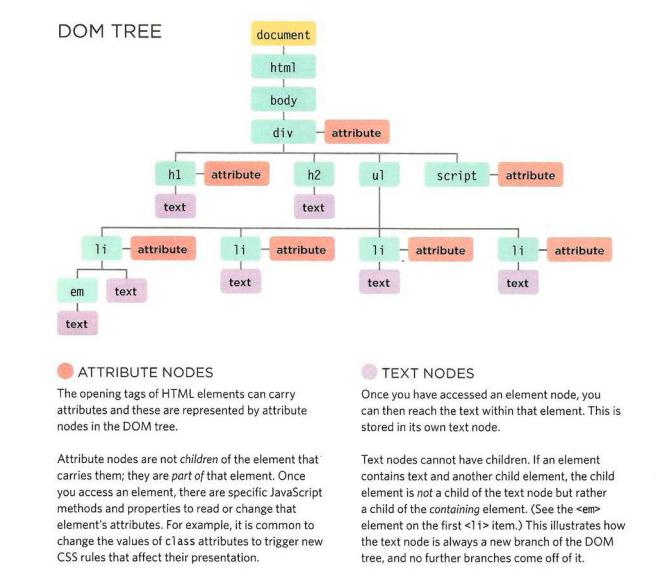 DOM TREE
document
html
body
div
attribute
h1
attribute
h2
ul
script
attribute
text
text
li
attribute
li
attribute
li
attribute
li
attribute
em
text
text
text
text
text
ATTRIBUTE NODES
The opening tags of HTML elements can carry
attributes and these are represented by attribute
nodes in the DOM tree.
Attribute nodes are not children of the element that
carries them; they are part of that element. Once
you access an element, there are specific JavaScript
methods and properties to read or change that
element's attributes. For example, it is common to
change the values of class attributes to trigger new
CSS rules that affect their presentation.
TEXT NODES
Once you have accessed an element node, you
can then reach the text within that element. This is
stored in its own text node.
Text nodes cannot have children. If an element
contains text and another child element, the child
element is not a child of the text node but rather
a child of the containing element. (See the <em>
element on the first <li> item.) This illustrates how
the text node is always a new branch of the DOM
tree, and no further branches come off of it.